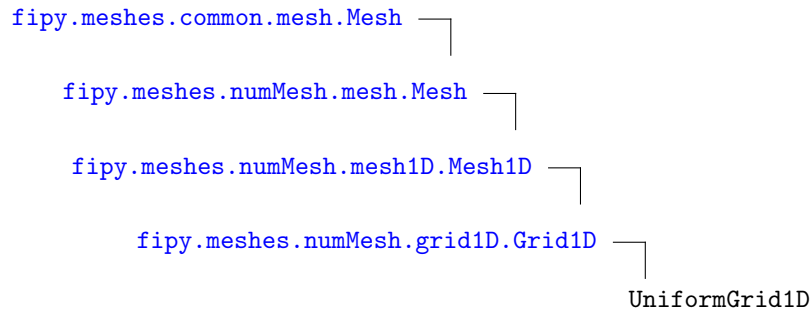 fipy.meshes.common.mesh.Mesh
fipy.meshes.numMesh.mesh.Mesh
fipy.meshes.numMesh.mesh1D.Mesh1D
fipy.meshes.numMesh.grid1D.Grid1D
UniformGrid1D